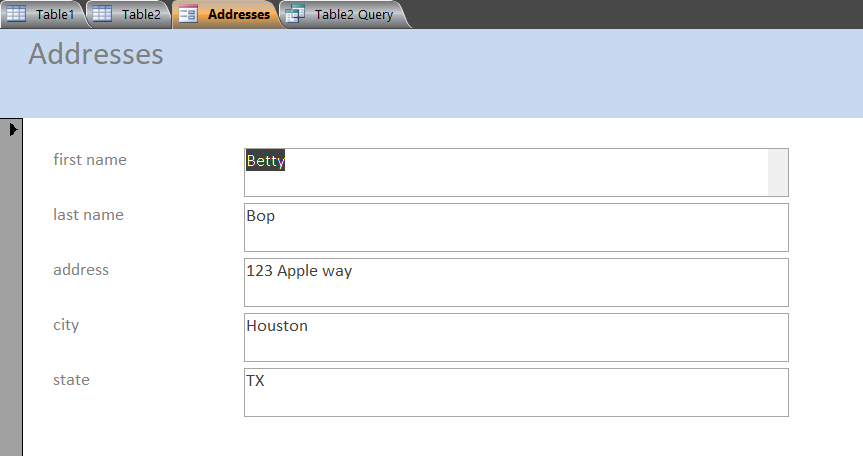 Table1 Table2 Addresses Table2 Query
Addresses
first name Betty
last name Bop
address 123 Apple way
city Houston
state TX